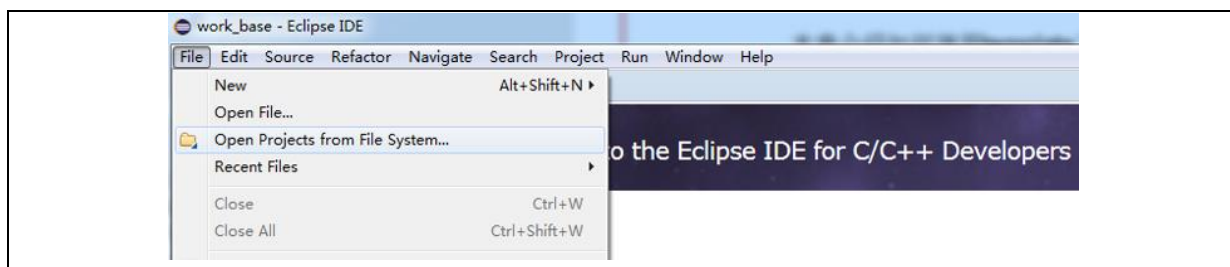 work_base - Eclipse IDE
File Edit Source Refactor Navigate Search Project Run Window Help
New Alt+Shift+N
Open File...
Open Projects from File System...
o the Eclipse IDE for C/C++ Developers
Recent Files
Close Ctrl+W
Close All Ctrl+Shift+W